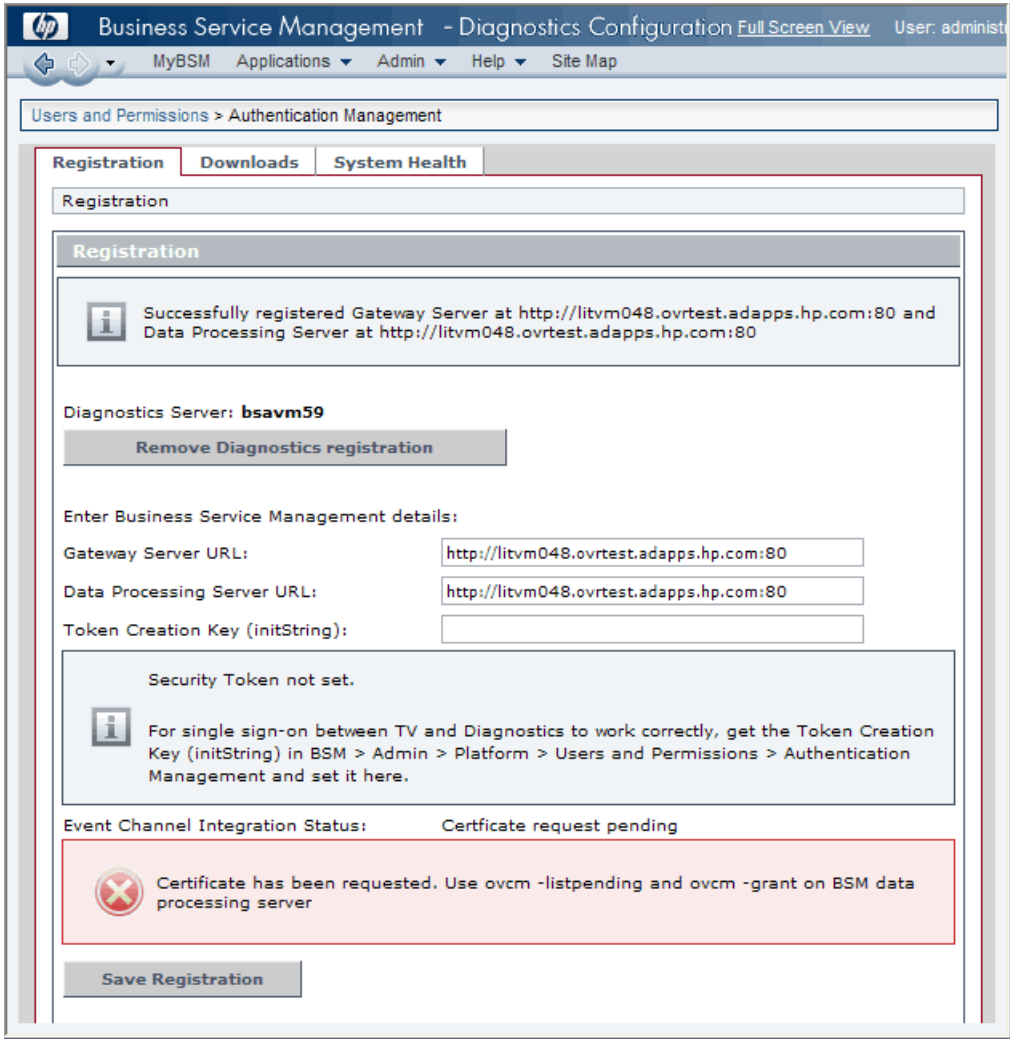 hp Business Service Management - Diagnostics Configuration Full Screen View User: administ
MyBSM Applications Admin Help Site Map
Users and Permissions > Authentication Management
Registration Downloads System Health
Registration
Registration
Successfully registered Gateway Server at http://litvm048.ovrtest.adapps.hp.com:80 and
Data Processing Server at http://litvm048.ovrtest.adapps.hp.com:80
Diagnostics Server: bsavm59
Remove Diagnostics registration
Enter Business Service Management details:
Gateway Server URL: http://litvm048.ovrtest.adapps.hp.com:80
Data Processing Server URL: http://litvm048.ovrtest.adapps.hp.com:80
Token Creation Key (initString):
Security Token not set.
For single sign-on between TV and Diagnostics to work correctly, get the Token Creation
Key (initString) in BSM > Admin > Platform > Users and Permissions > Authentication
Management and set it here.
Event Channel Integration Status: Certficate request pending
Certificate has been requested. Use ovcm -listpending and ovcm -grant on BSM data
processing server
Save Registration